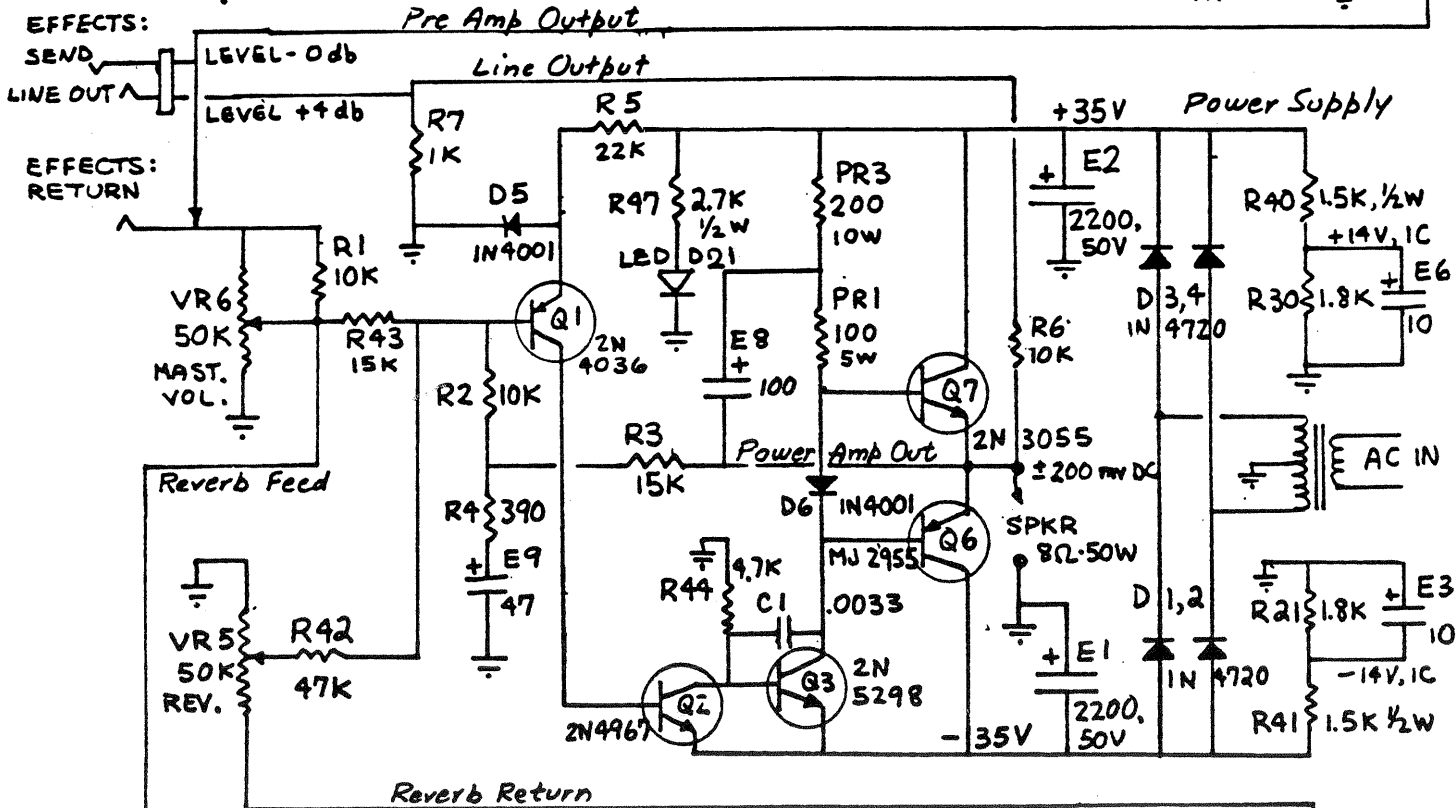 EFFECTS:
SEND
LINE OUT
Pre Amp Output
LEVEL - 0 db
Line Output
LEVEL +4 db
EFFECTS:
RETURN
R7
1K
R5
22K
D5
1N4001
R47
2.7K
½W
LED D21
PR3
200
10W
PR1
100
5W
+35V
Power Supply
E2
+
2200,
50V
R40
1.5K, ½W
+14V, 1C
E6
+
10
R30
1.8K
D 3,4
1N 4720
R1
10K
VR6
50K
MAST.
VOL.
R43
15K
Q1
2N
4036
R2
10K
E8
+
100
R6
10K
Q7
2N 3055
R3
15K
Power Amp Out
±200 mv DC
AC IN
Reverb Feed
D6
1N4001
Q6
MJ 2955
SPKR
8Ω·50W
R4
390
E9
+
47
R44
4.7K
C1
.0033
D 1,2
1N 4720
R21
1.8K
E3
+
10
-14V, 1C
R41
1.5K ½W
VR5
50K
REV.
R42
47K
Q2
2N4967
Q3
2N
5298
E1
+
2200,
50V
-35V
Reverb Return